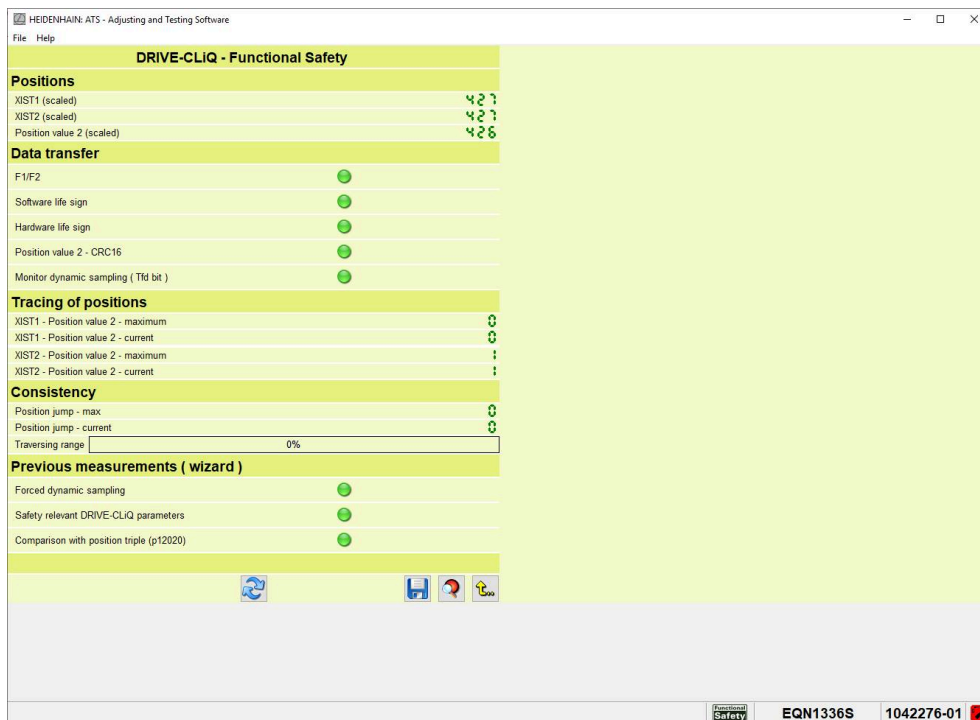 HEIDENHAIN: ATS - Adjusting and Testing Software
File Help
DRIVE-CLiQ - Functional Safety
Positions
XIST1 (scaled) 427
XIST2 (scaled) 427
Position value 2 (scaled) 426
Data transfer
F1/F2
Software life sign
Hardware life sign
Position value 2 - CRC16
Monitor dynamic sampling ( Tfd bit )
Tracing of positions
XIST1 - Position value 2 - maximum 0
XIST1 - Position value 2 - current 0
XIST2 - Position value 2 - maximum 1
XIST2 - Position value 2 - current 1
Consistency
Position jump - max 0
Position jump - current 0
Traversing range 0%
Previous measurements ( wizard )
Forced dynamic sampling
Safety relevant DRIVE-CLiQ parameters
Comparison with position triple (p12020)
Functional Safety EQN1336S 1042276-01